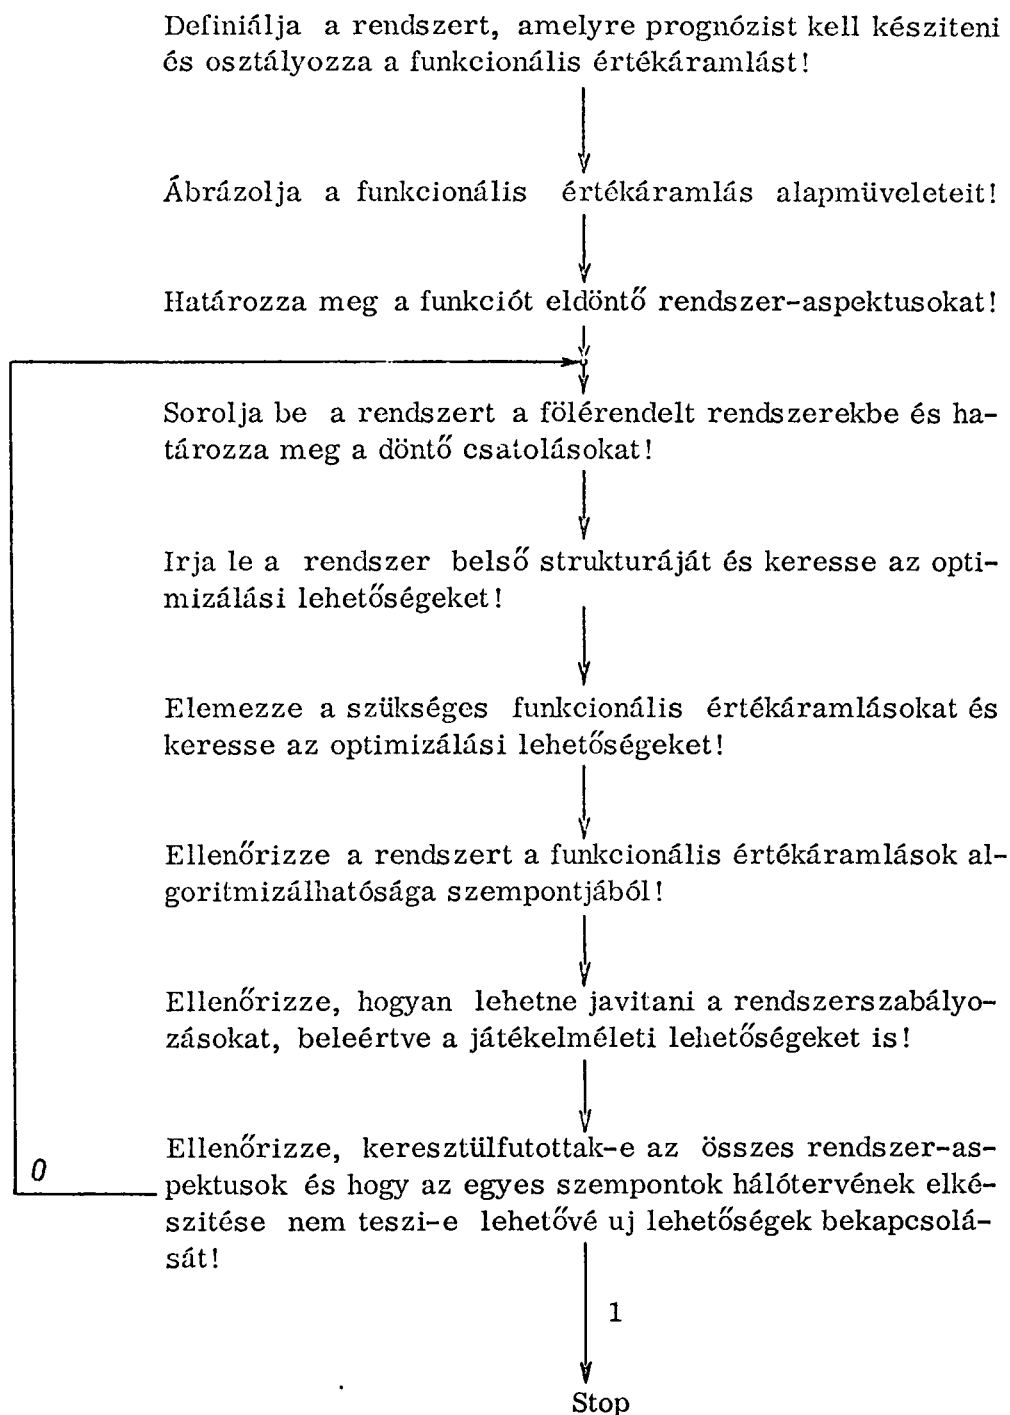 Definiálja a rendszert, amelyre prognózist kell késziteni
és osztályozza a funkcionális értékáramlást!
Ábrázolja a funkcionális értékáramlás alapmüveleteit!
Határozza meg a funkciót eldöntő rendszer-aspektusokat!
Sorolja be a rendszert a fölérendelt rendszerekbe és ha-
tározza meg a döntő csatolásokat!
Irja le a rendszer belső strukturáját és keresse az opti-
mizálási lehetőségeket!
Elemezze a szükséges funkcionális értékáramlásokat és
keresse az optimizálási lehetőségeket!
Ellenőrizze a rendszert a funkcionális értékáramlások al-
goritmizálhatósága szempontjából!
Ellenőrizze, hogyan lehetne javitani a rendszerszabályo-
zásokat, beleértve a játékelméleti lehetőségeket is!
Ellenőrizze, keresztülfutottak-e az összes rendszer-as-
0
pektusok és hogy az egyes szempontok hálótervének elké-
szitése nem teszi-e lehetővé uj lehetőségek bekapcsolá-
sát!
1
Stop